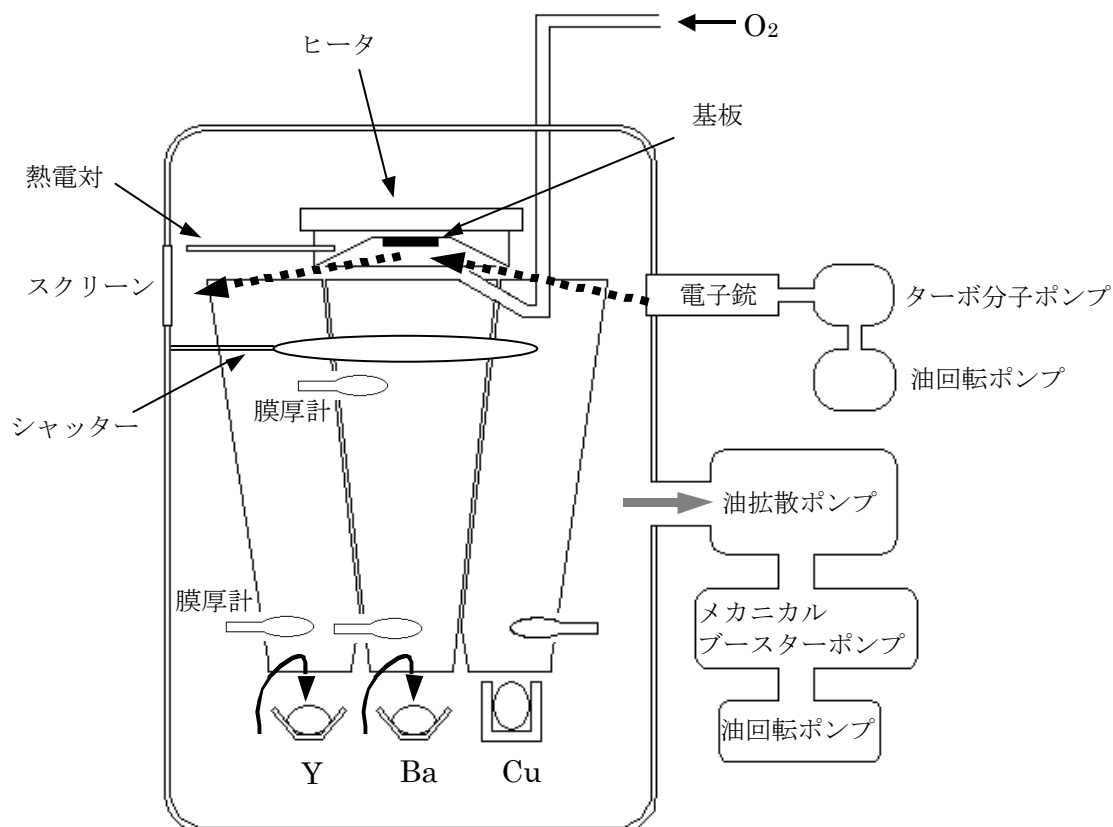 O₂
ヒータ
基板
熱電対
スクリーン
電子銃
ターボ分子ポンプ
油回転ポンプ
シャッター
膜厚計
油拡散ポンプ
膜厚計
メカニカル
ブースターポンプ
油回転ポンプ
Y
Ba
Cu